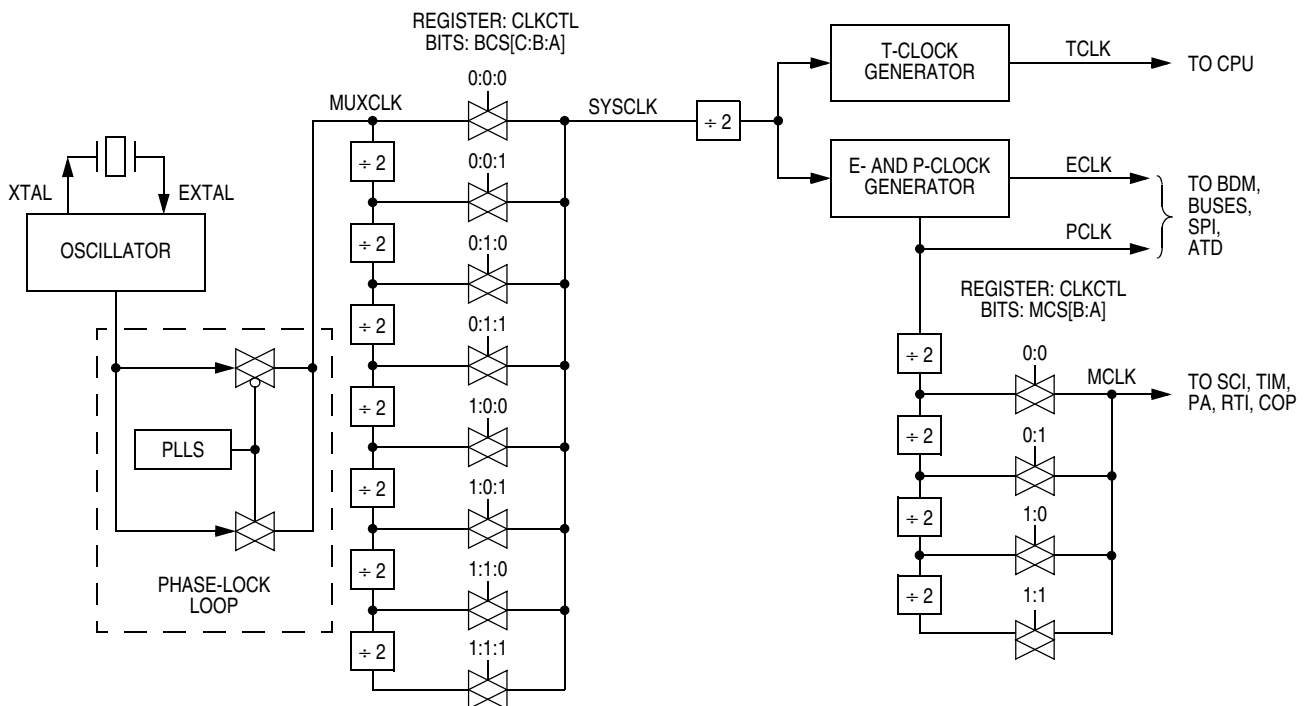 REGISTER: CLKCTL
BITS: BCS[C:B:A]
0:0:0
MUXCLK
SYSCLK
÷ 2
T-CLOCK
GENERATOR
TCLK
TO CPU
÷ 2
0:0:1
E- AND P-CLOCK
GENERATOR
ECLK
PCLK
TO BDM,
BUSES,
SPI,
ATD
XTAL
EXTAL
OSCILLATOR
÷ 2
0:1:0
÷ 2
0:1:1
÷ 2
1:0:0
÷ 2
1:0:1
÷ 2
1:1:0
÷ 2
1:1:1
PLLS
PHASE-LOCK
LOOP
REGISTER: CLKCTL
BITS: MCS[B:A]
÷ 2
0:0
MCLK
TO SCI, TIM,
PA, RTI, COP
÷ 2
0:1
÷ 2
1:0
÷ 2
1:1